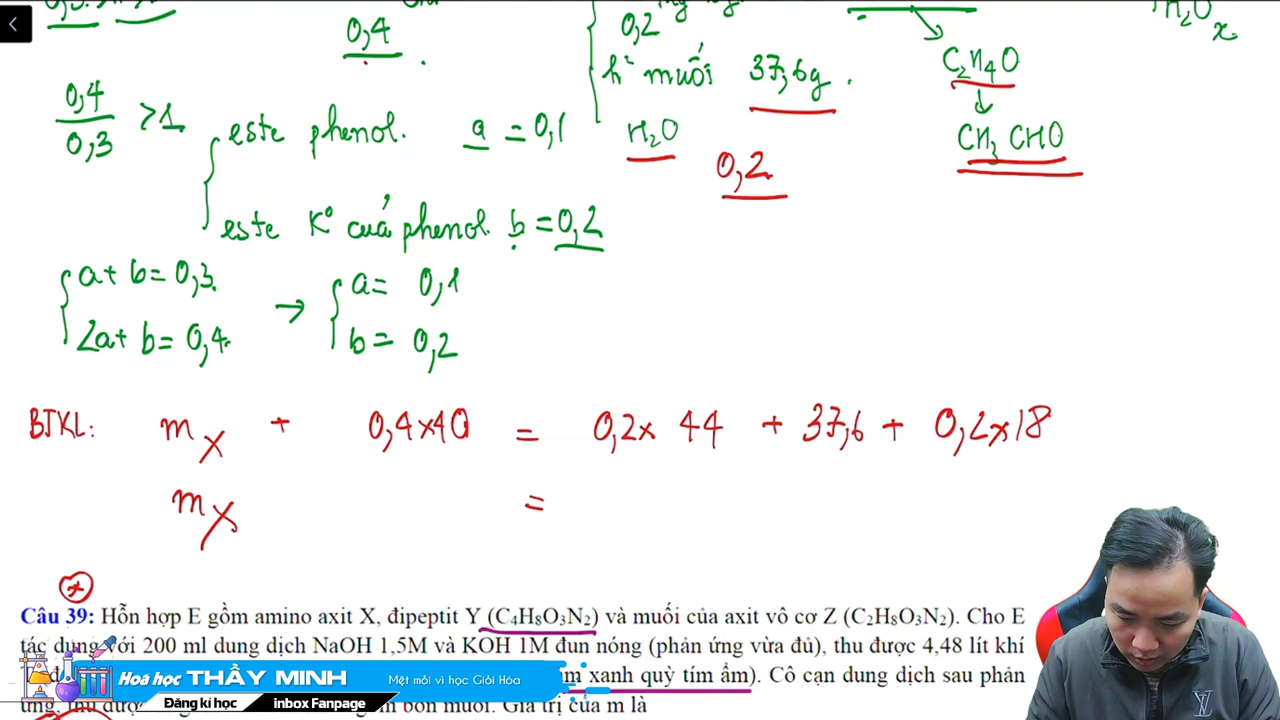 0,4
0,2
H₂O x
hỗ muối 37,6g.
C₂H₄O
0,4/0,3 >1
este phenol. a = 0,1
H₂O
0,2
CH₃CHO
este K° của phenol. b = 0,2
a + b = 0,3
2a + b = 0,4
→
a = 0,1
b = 0,2
BTKL: mX + 0,4×40 = 0,2× 44 + 37,6 + 0,2×18
mX =
Câu 39: Hỗn hợp E gồm amino axit X, đipeptit Y (C₄H₈O₃N₂) và muối của axit vô cơ Z (C₂H₈O₃N₂). Cho E
tác dụng với 200 ml dung dịch NaOH 1,5M và KOH 1M đun nóng (phản ứng vừa đủ), thu được 4,48 lít khí
xanh quỳ tím ẩm). Cô cạn dung dịch sau phản
bốn muối. Giá trị của m là
Hoá học THẦY MINH
Mệt mỏi vì học Giỏi Hóa
Đăng kí học
inbox Fanpage